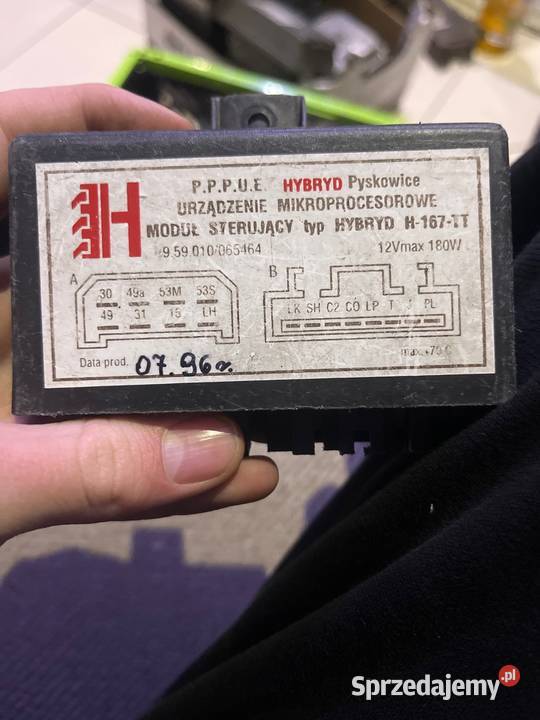 H P.P.P.U.E. HYBRYD Pyskowice
URZĄDZENIE MIKROPROCESOROWE
MODUŁ STERUJĄCY typ HYBRYD H-167-TT
9.59.010/065464 12Vmax 180W
A
30 49a 53M 53S
49 31 15 LH
B
LK SH C2 CO LP T J PL
Data prod. 07.96r.
max. +75 C
Sprzedajemy.pl